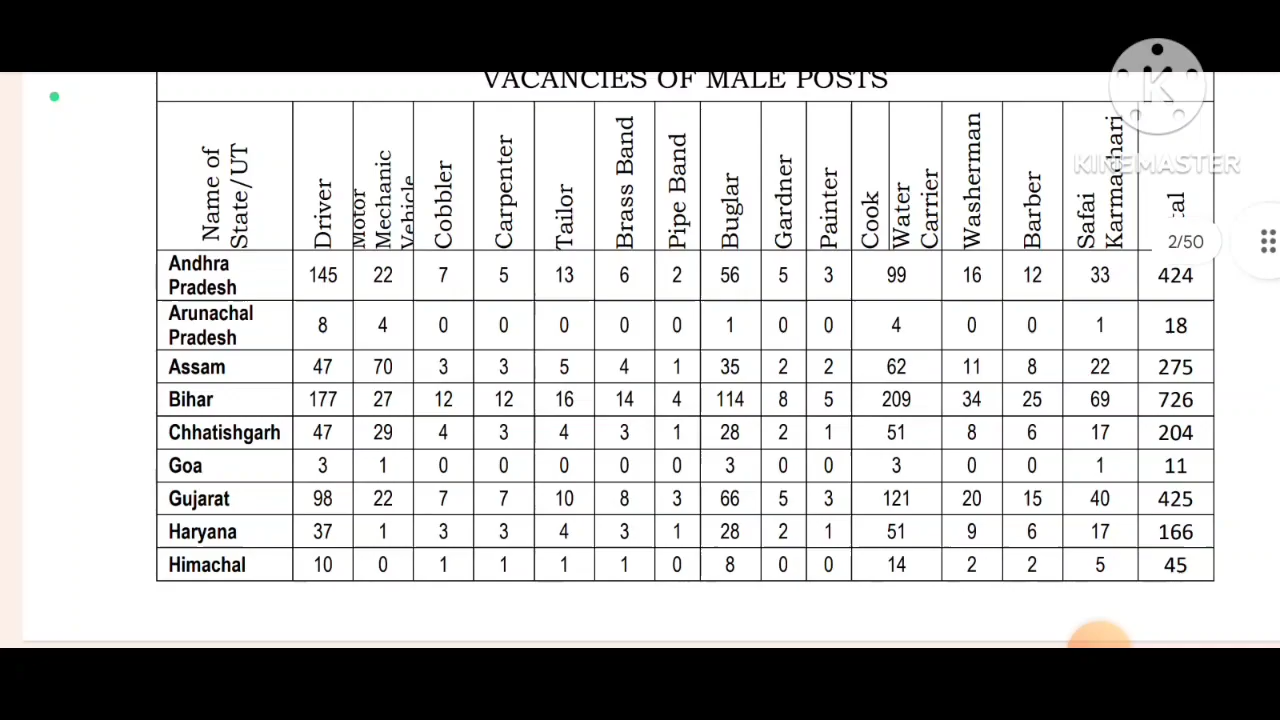 VACANCIES OF MALE POSTS
Name of State/UT Driver Motor Mechanic Vehicle Cobbler Carpenter Tailor Brass Band Pipe Band Buglar Gardner Painter Cook Water Carrier Washerman Barber Safai Karmachari
Andhra Pradesh 145 22 7 5 13 6 2 56 5 3 99 16 12 33 424
Arunachal Pradesh 8 4 0 0 0 0 0 1 0 0 4 0 0 1 18
Assam 47 70 3 3 5 4 1 35 2 2 62 11 8 22 275
Bihar 177 27 12 12 16 14 4 114 8 5 209 34 25 69 726
Chhatishgarh 47 29 4 3 4 3 1 28 2 1 51 8 6 17 204
Goa 3 1 0 0 0 0 0 3 0 0 3 0 0 1 11
Gujarat 98 22 7 7 10 8 3 66 5 3 121 20 15 40 425
Haryana 37 1 3 3 4 3 1 28 2 1 51 9 6 17 166
Himachal 10 0 1 1 1 1 0 8 0 0 14 2 2 5 45
K
KINEMASTER
2/50